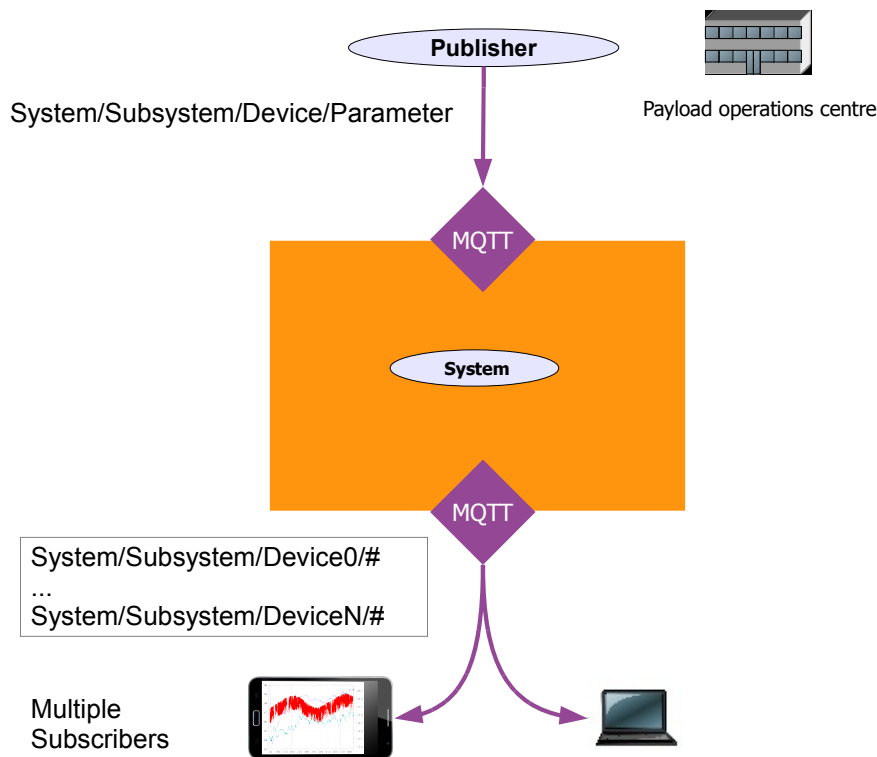 Publisher
System/Subsystem/Device/Parameter
Payload operations centre
MQTT
System
MQTT
System/Subsystem/Device0/#
...
System/Subsystem/DeviceN/#
Multiple
Subscribers